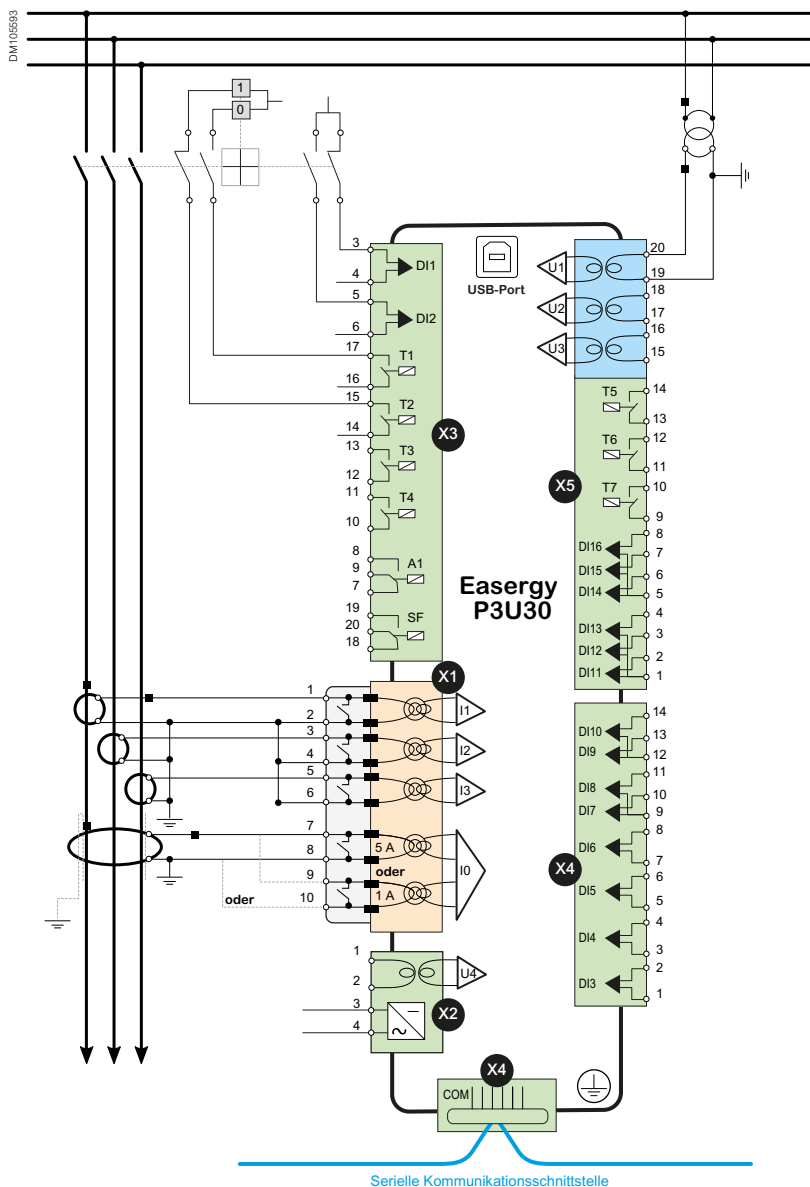 DM105593
1
0
USB-Port
3
4
5
6
17
16
15
14
13
12
11
10
8
9
7
19
20
18
DI1
DI2
T1
T2
T3
T4
A1
SF
X3
U1
U2
U3
20
19
18
17
16
15
T5
T6
T7
X5
14
13
12
11
10
9
8
7
6
5
4
3
2
1
DI16
DI15
DI14
DI13
DI12
DI11
Easergy
P3U30
X1
1
2
3
4
5
6
7
8
9
10
I1
I2
I3
5 A
oder
1 A
I0
oder
DI10
DI9
DI8
DI7
DI6
DI5
DI4
DI3
X4
14
13
12
11
10
9
8
7
6
5
4
3
2
1
1
2
3
4
U4
X2
X4
COM
Serielle Kommunikationsschnittstelle